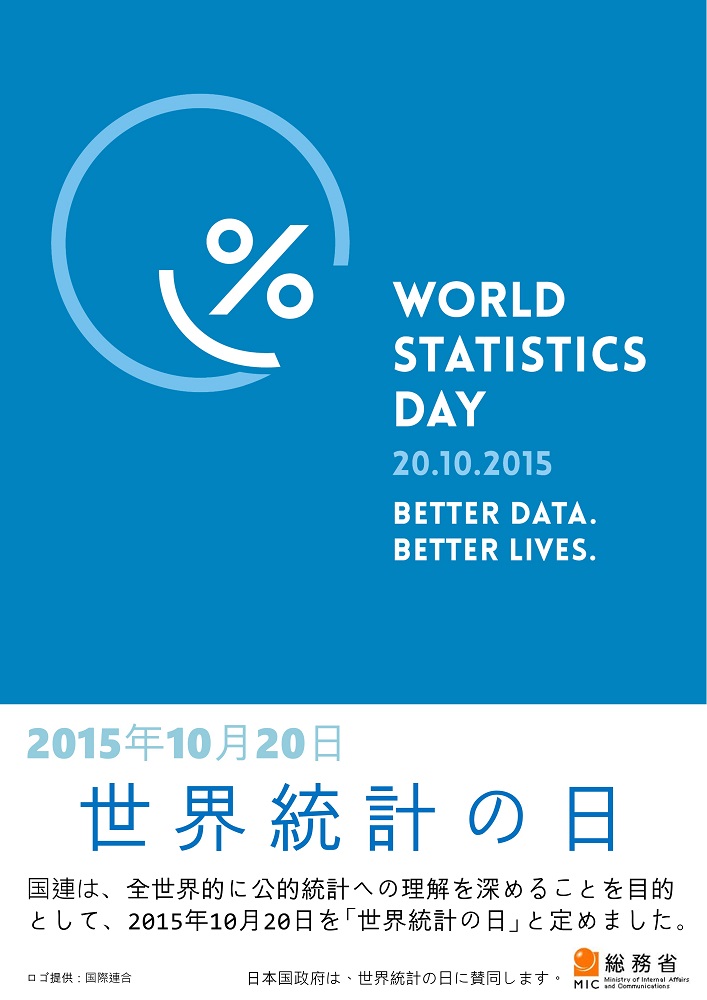 %
WORLD
STATISTICS
DAY
20.10.2015
BETTER DATA.
BETTER LIVES.
2015年10月20日
世界統計の日
国連は、全世界的に公的統計への理解を深めることを目的
として、2015年10月20日を「世界統計の日」と定めました。
ロゴ提供：国際連合
日本国政府は、世界統計の日に賛同します。
MIC
総務省
Ministry of Internal Affairs
and Communications